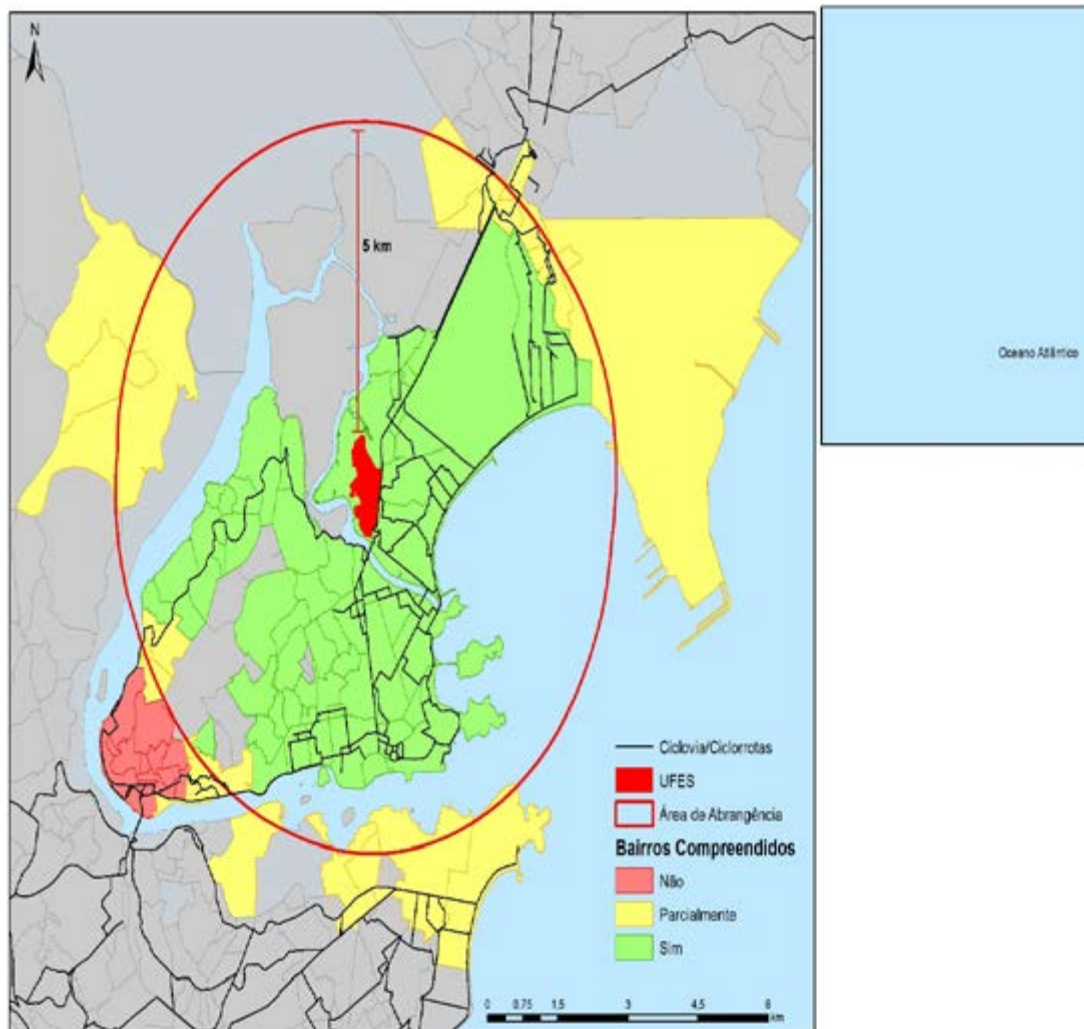 N
5 km
Oceano Atlântico
Ciclovia/Ciclorrotas
UFES
Área de Abrangência
Bairros Compreendidos
Não
Parcialmente
Sim
0 0.75 1.5 3 4.5 6
km